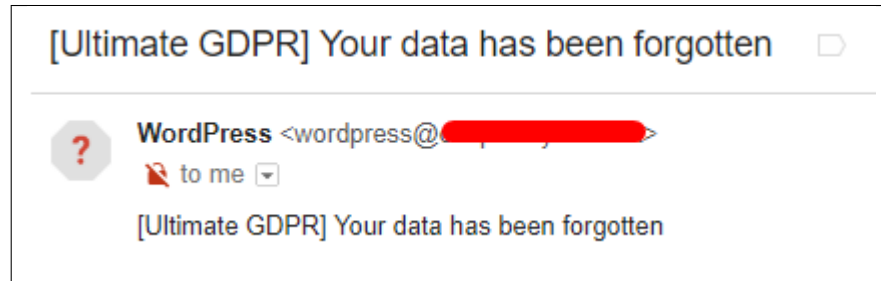 [Ultimate GDPR] Your data has been forgotten
?
WordPress <wordpress@ >
to me
[Ultimate GDPR] Your data has been forgotten